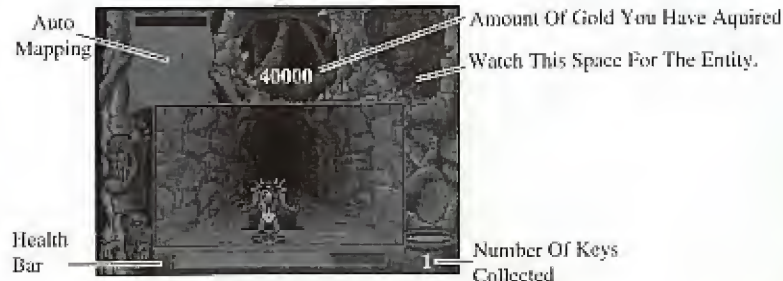 Auto
Mapping
Amount Of Gold You Have Aquired
40000
Watch This Space For The Entity.
Health
Bar
1
Number Of Keys
Collected